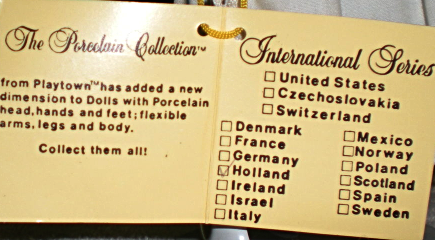 The Porcelain Collection™
from Playtown™ has added a new
dimension to Dolls with Porcelain
head, hands and feet; flexible
arms, legs and body.
Collect them all!
International Series
☐ United States
☐ Czechoslovakia
☐ Switzerland
☐ Denmark
☐ France
☐ Germany
☑ Holland
☐ Ireland
☐ Israel
☐ Italy
☐ Mexico
☐ Norway
☐ Poland
☐ Scotland
☐ Spain
☐ Sweden